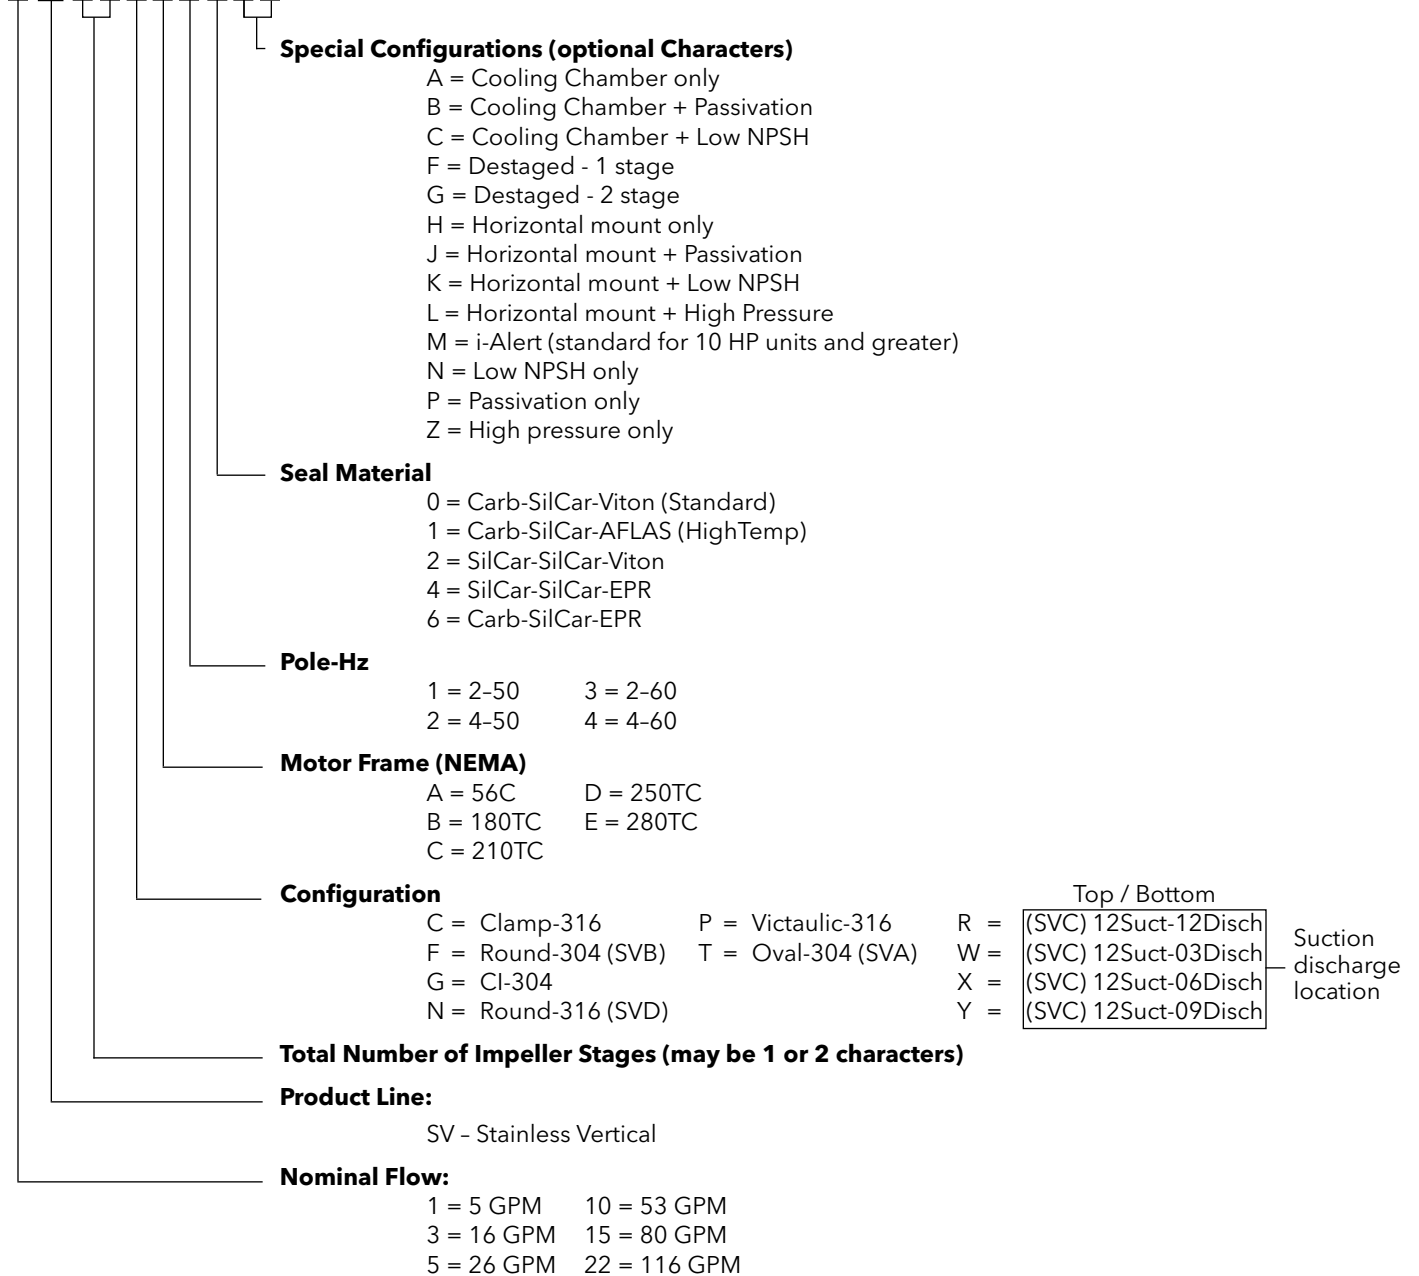 Special Configurations (optional Characters)
A = Cooling Chamber only
B = Cooling Chamber + Passivation
C = Cooling Chamber + Low NPSH
F = Destaged - 1 stage
G = Destaged - 2 stage
H = Horizontal mount only
J = Horizontal mount + Passivation
K = Horizontal mount + Low NPSH
L = Horizontal mount + High Pressure
M = i-Alert (standard for 10 HP units and greater)
N = Low NPSH only
P = Passivation only
Z = High pressure only
Seal Material
0 = Carb-SilCar-Viton (Standard)
1 = Carb-SilCar-AFLAS (HighTemp)
2 = SilCar-SilCar-Viton
4 = SilCar-SilCar-EPR
6 = Carb-SilCar-EPR
Pole-Hz
1 = 2–50 3 = 2–60
2 = 4–50 4 = 4–60
Motor Frame (NEMA)
A = 56C D = 250TC
B = 180TC E = 280TC
C = 210TC
Configuration Top / Bottom
C = Clamp-316 P = Victaulic-316 R = (SVC) 12Suct-12Disch
F = Round-304 (SVB) T = Oval-304 (SVA) W = (SVC) 12Suct-03Disch
G = CI-304 X = (SVC) 12Suct-06Disch
N = Round-316 (SVD) Y = (SVC) 12Suct-09Disch
Suction
discharge
location
Total Number of Impeller Stages (may be 1 or 2 characters)
Product Line:
SV – Stainless Vertical
Nominal Flow:
1 = 5 GPM 10 = 53 GPM
3 = 16 GPM 15 = 80 GPM
5 = 26 GPM 22 = 116 GPM